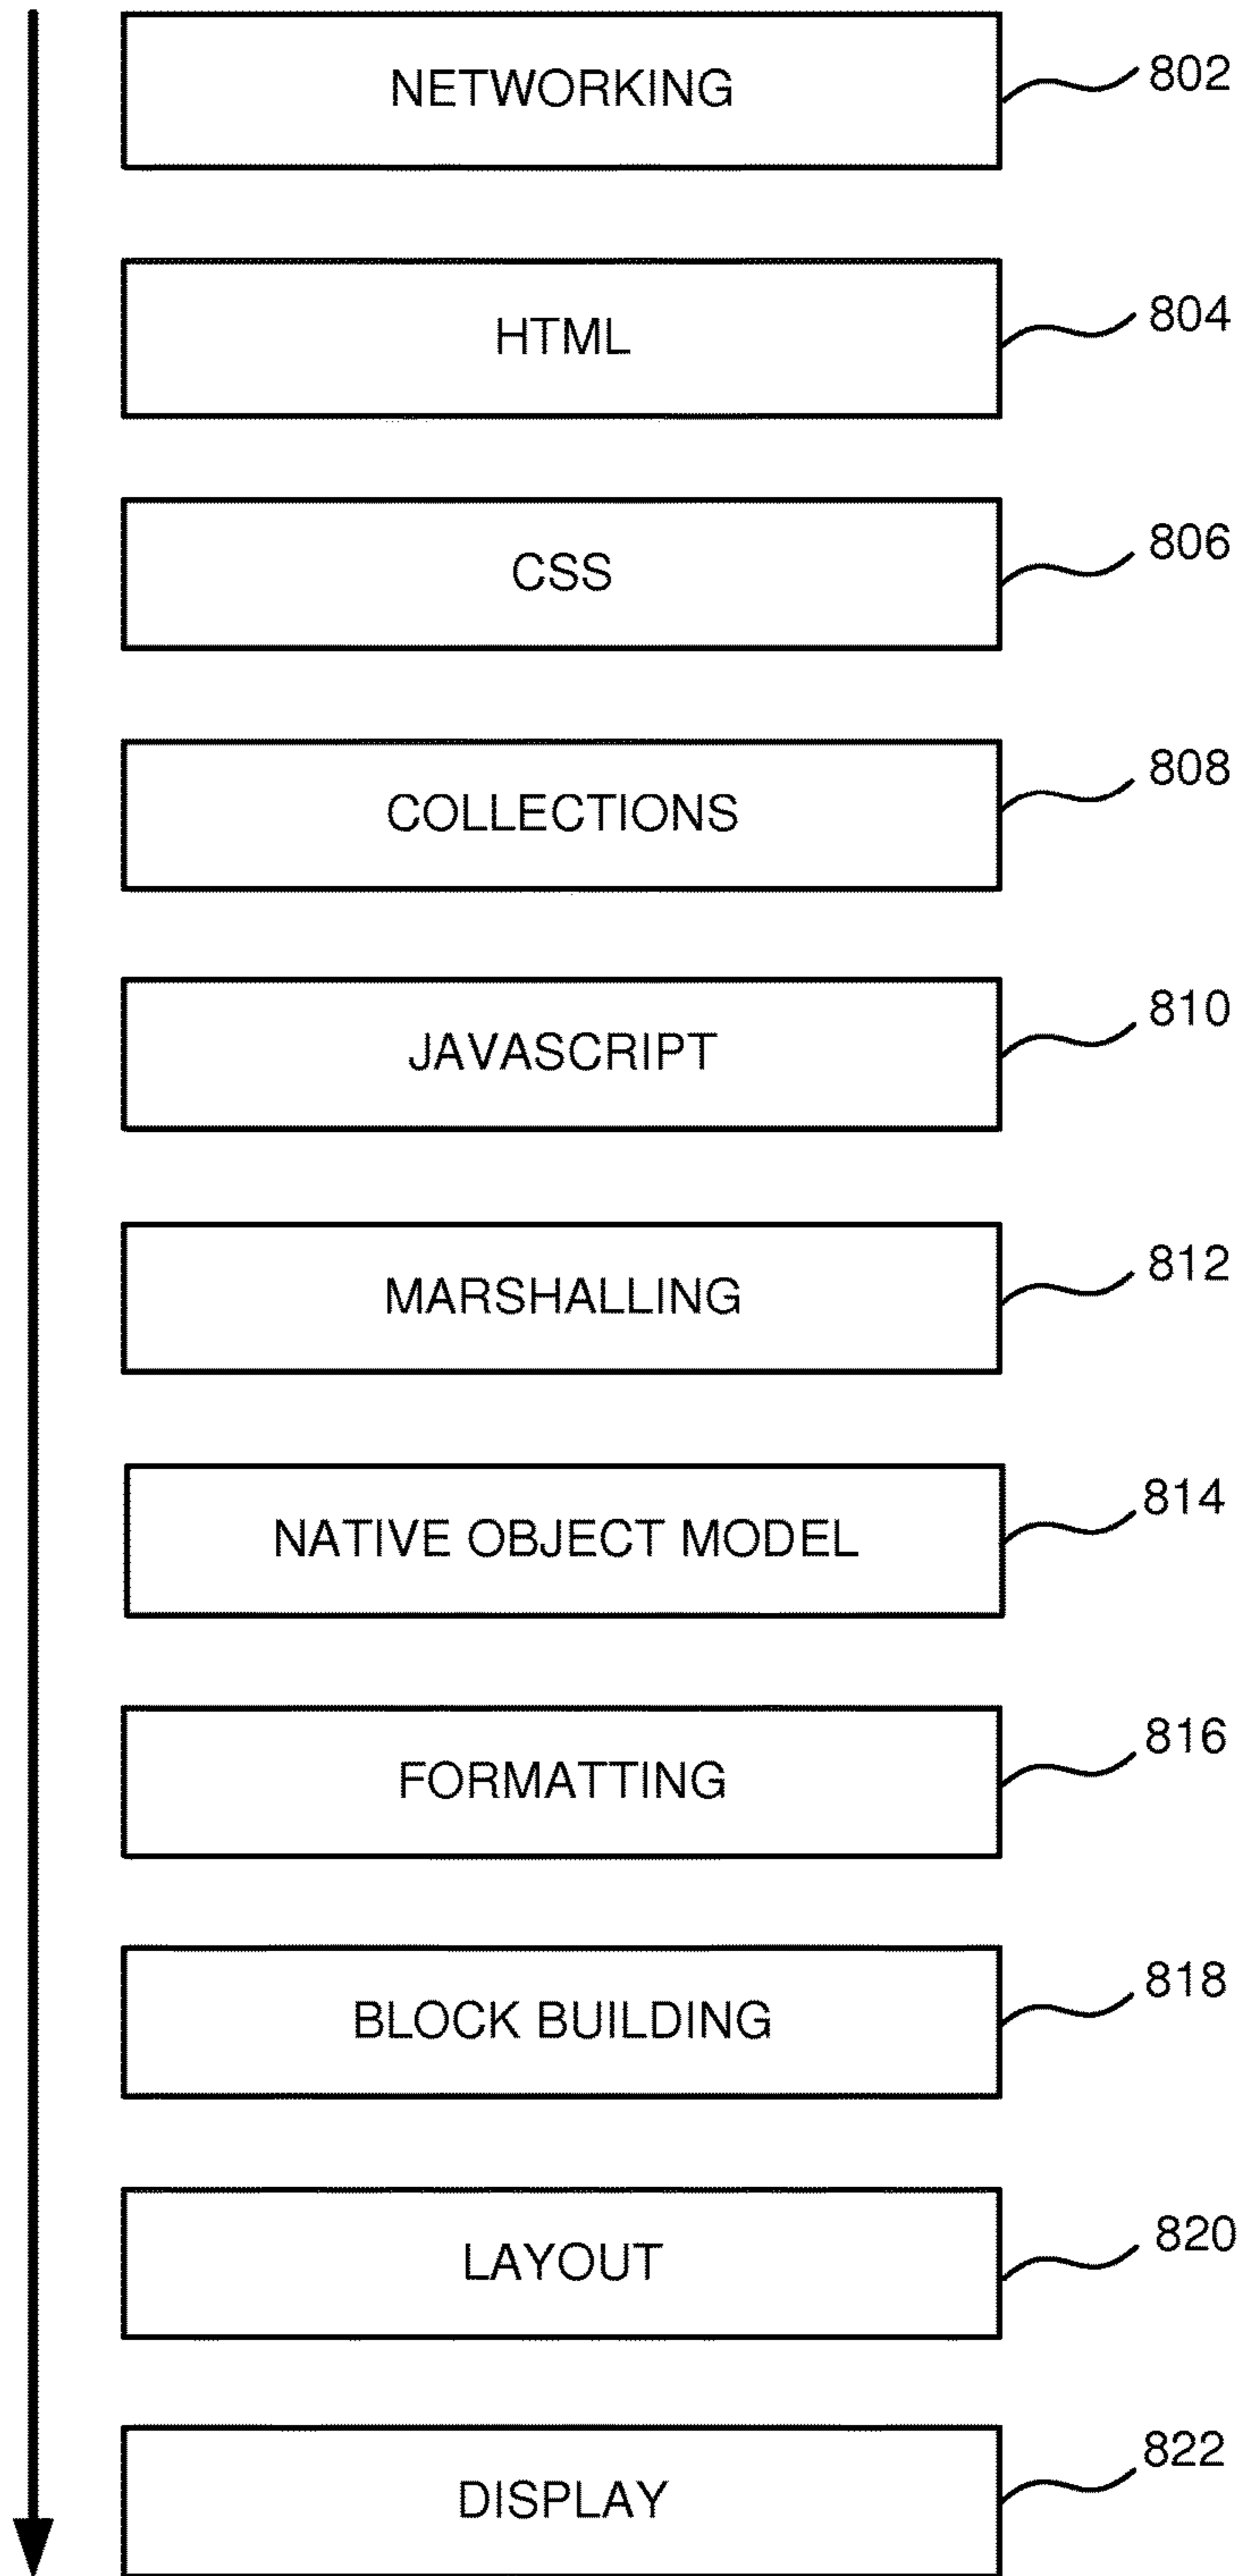 NETWORKING 802
HTML 804
CSS 806
COLLECTIONS 808
JAVASCRIPT 810
MARSHALLING 812
NATIVE OBJECT MODEL 814
FORMATTING 816
BLOCK BUILDING 818
LAYOUT 820
DISPLAY 822